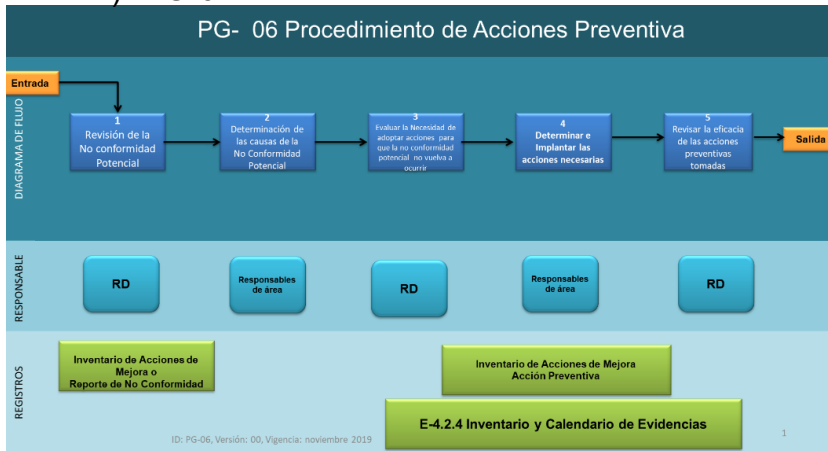 PG- 06 Procedimiento de Acciones Preventiva
Entrada
DIAGRAMA DE FLUJO
1
Revisión de la
No conformidad
Potencial
2
Determinación de
las causas de la
No Conformidad
Potencial
3
Evaluar la Necesidad de
adoptar acciones para
que la no conformidad
potencial no vuelva a
ocurrir
4
Determinar e
Implantar las
acciones necesarias
5
Revisar la eficacia
de las acciones
preventivas
tomadas
Salida
RESPONSABLE
RD
Responsables
de área
RD
Responsables
de área
RD
REGISTROS
Inventario de Acciones de
Mejora o
Reporte de No Conformidad
Inventario de Acciones de Mejora
Acción Preventiva
E-4.2.4 Inventario y Calendario de Evidencias
ID: PG-06, Versión: 00, Vigencia: noviembre 2019
1